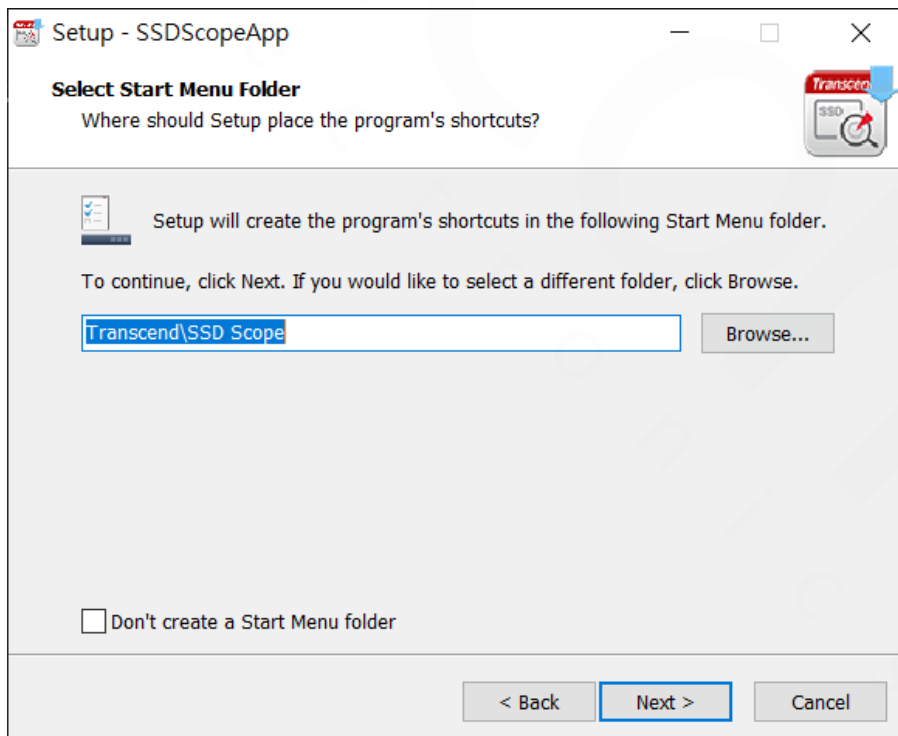 Setup - SSDScopeApp
Select Start Menu Folder
Where should Setup place the program's shortcuts?
Transcend
SSD
Setup will create the program's shortcuts in the following Start Menu folder.
To continue, click Next. If you would like to select a different folder, click Browse.
Transcend\SSD Scope
Browse...
Don't create a Start Menu folder
< Back
Next >
Cancel